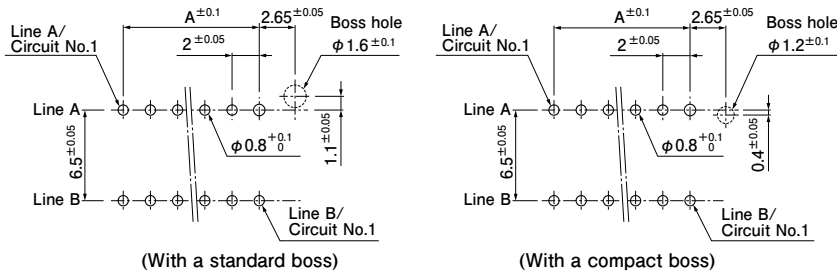 A±0.1
2.65±0.05
Boss hole
φ1.6±0.1
Line A/
Circuit No.1
2±0.05
Line A
6.5±0.05
φ0.8+0.1 0
1.1±0.05
Line B
Line B/
Circuit No.1
(With a standard boss)
A±0.1
2.65±0.05
Boss hole
φ1.2±0.1
Line A/
Circuit No.1
2±0.05
Line A
6.5±0.05
φ0.8+0.1 0
0.4±0.05
Line B
Line B/
Circuit No.1
(With a compact boss)